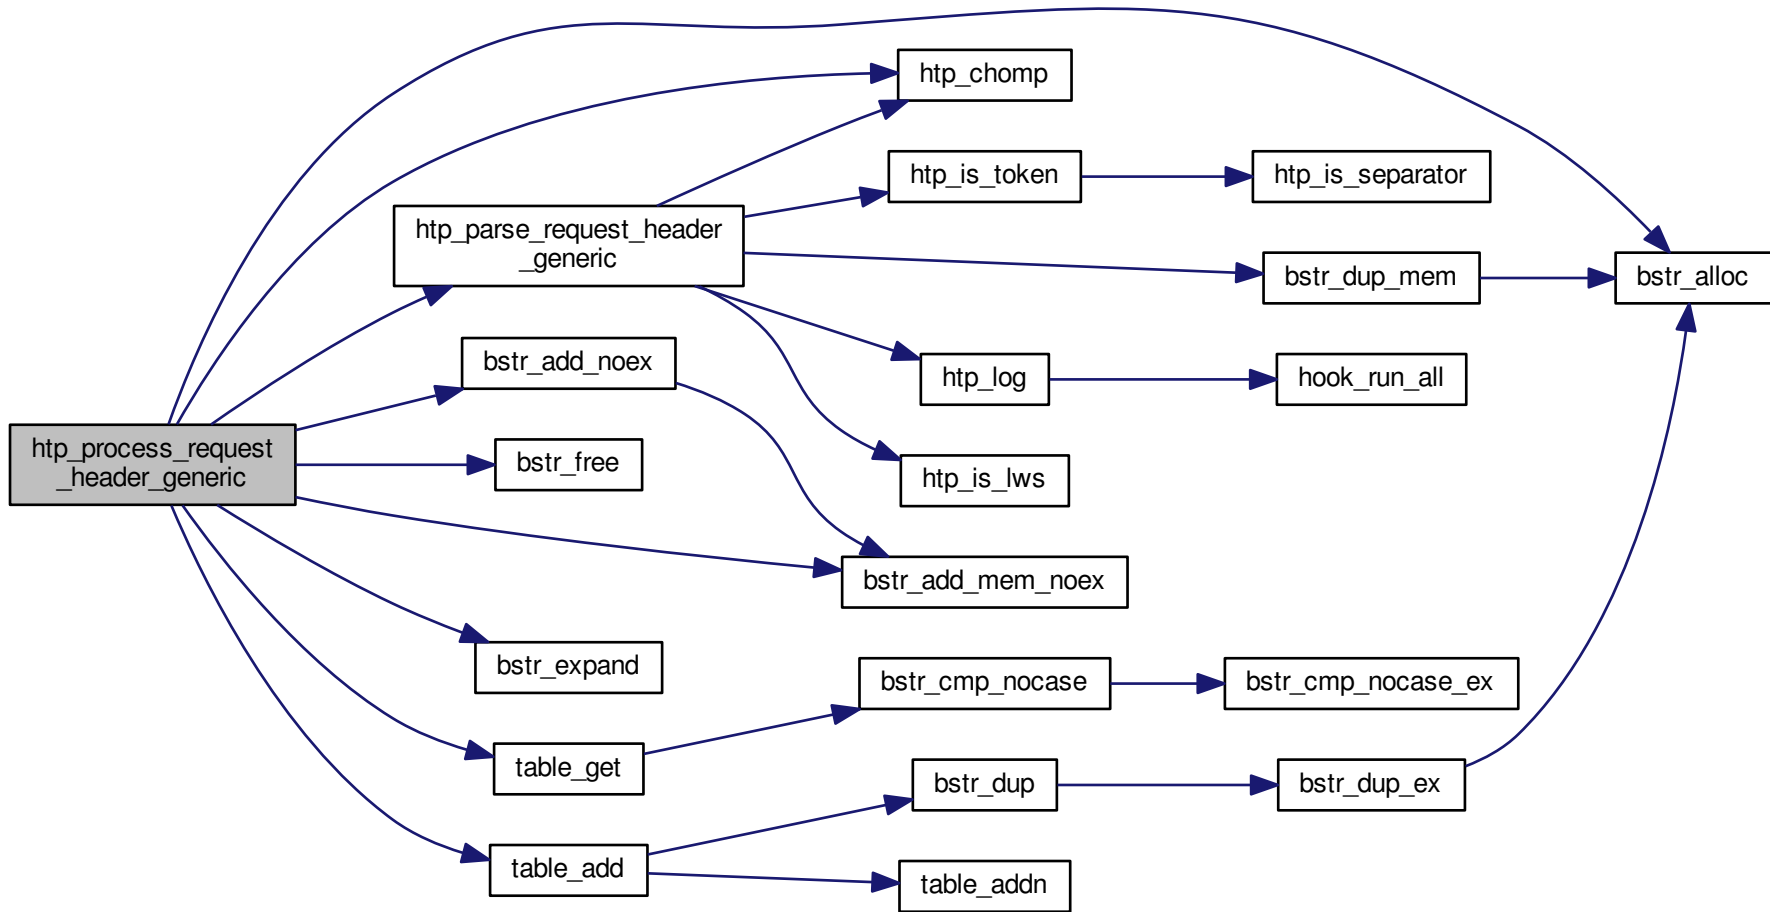 htp_chomp
htp_is_token
htp_is_separator
htp_parse_request_header
_generic
bstr_dup_mem
bstr_alloc
bstr_add_noex
htp_log
hook_run_all
htp_process_request
_header_generic
bstr_free
htp_is_lws
bstr_add_mem_noex
bstr_expand
bstr_cmp_nocase
bstr_cmp_nocase_ex
table_get
bstr_dup
bstr_dup_ex
table_add
table_addn